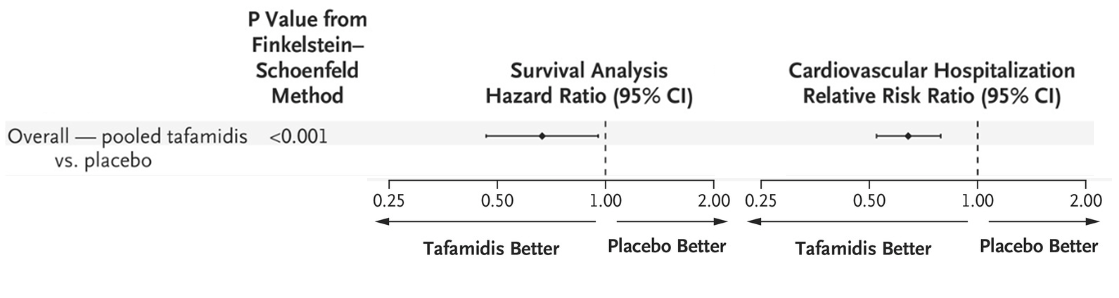 P Value from
Finkelstein–
Schoenfeld
Method
Survival Analysis
Hazard Ratio (95% CI)
Cardiovascular Hospitalization
Relative Risk Ratio (95% CI)
Overall — pooled tafamidis <0.001
vs. placebo
0.25 0.50 1.00 2.00 0.25 0.50 1.00 2.00
Tafamidis Better Placebo Better Tafamidis Better Placebo Better